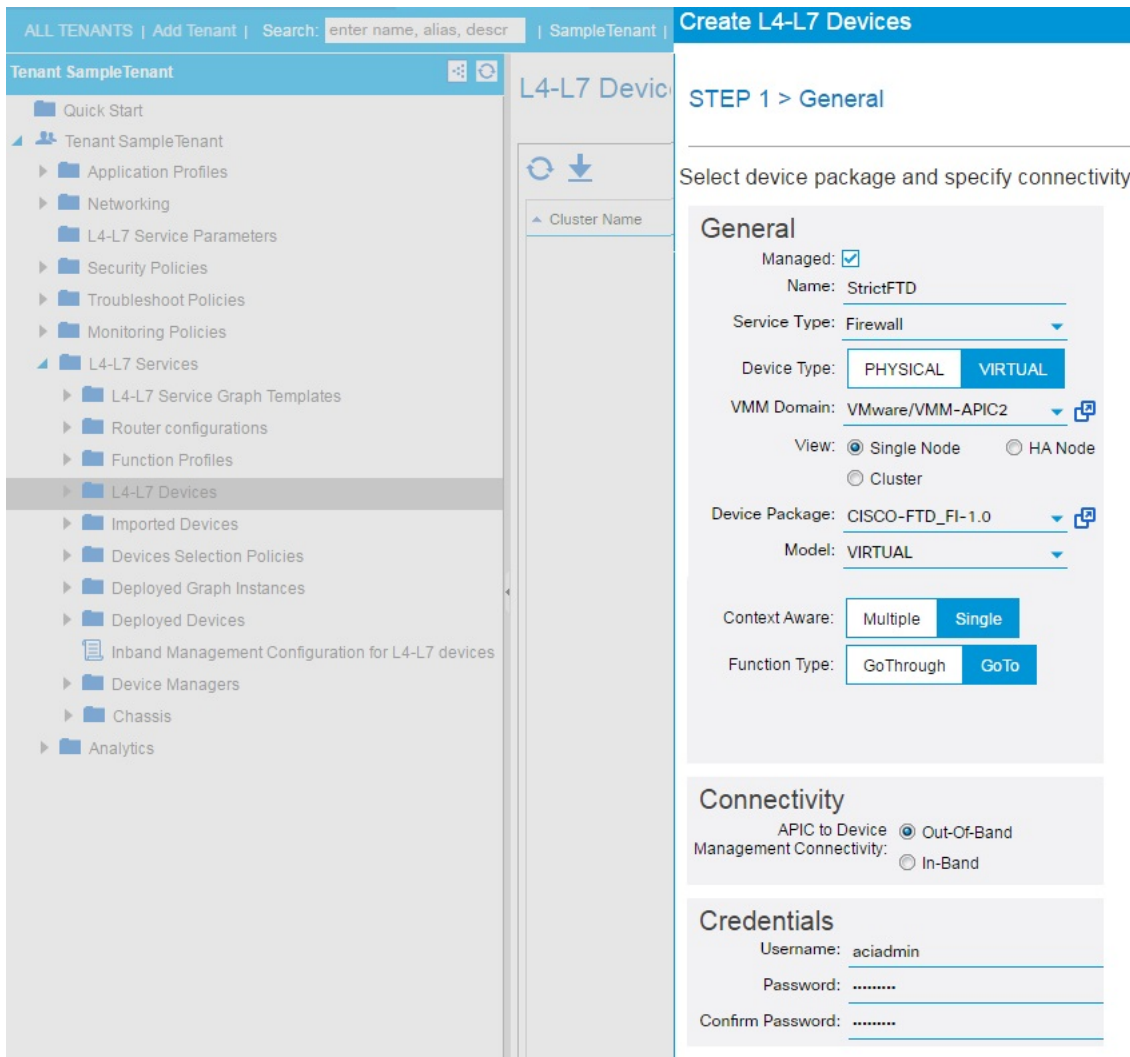 ALL TENANTS | Add Tenant | Search: enter name, alias, descr | SampleTenant |
Tenant SampleTenant
Quick Start
Tenant SampleTenant
Application Profiles
Networking
L4-L7 Service Parameters
Security Policies
Troubleshoot Policies
Monitoring Policies
L4-L7 Services
L4-L7 Service Graph Templates
Router configurations
Function Profiles
L4-L7 Devices
Imported Devices
Devices Selection Policies
Deployed Graph Instances
Deployed Devices
Inband Management Configuration for L4-L7 devices
Device Managers
Chassis
Analytics
L4-L7 Devic
Cluster Name
Create L4-L7 Devices
STEP 1 > General
Select device package and specify connectivity
General
Managed:
Name: StrictFTD
Service Type: Firewall
Device Type: PHYSICAL VIRTUAL
VMM Domain: VMware/VMM-APIC2
View: Single Node HA Node
Cluster
Device Package: CISCO-FTD_FI-1.0
Model: VIRTUAL
Context Aware: Multiple Single
Function Type: GoThrough GoTo
Connectivity
APIC to Device Management Connectivity: Out-Of-Band
In-Band
Credentials
Username: aciadmin
Password: •••••••••
Confirm Password: •••••••••